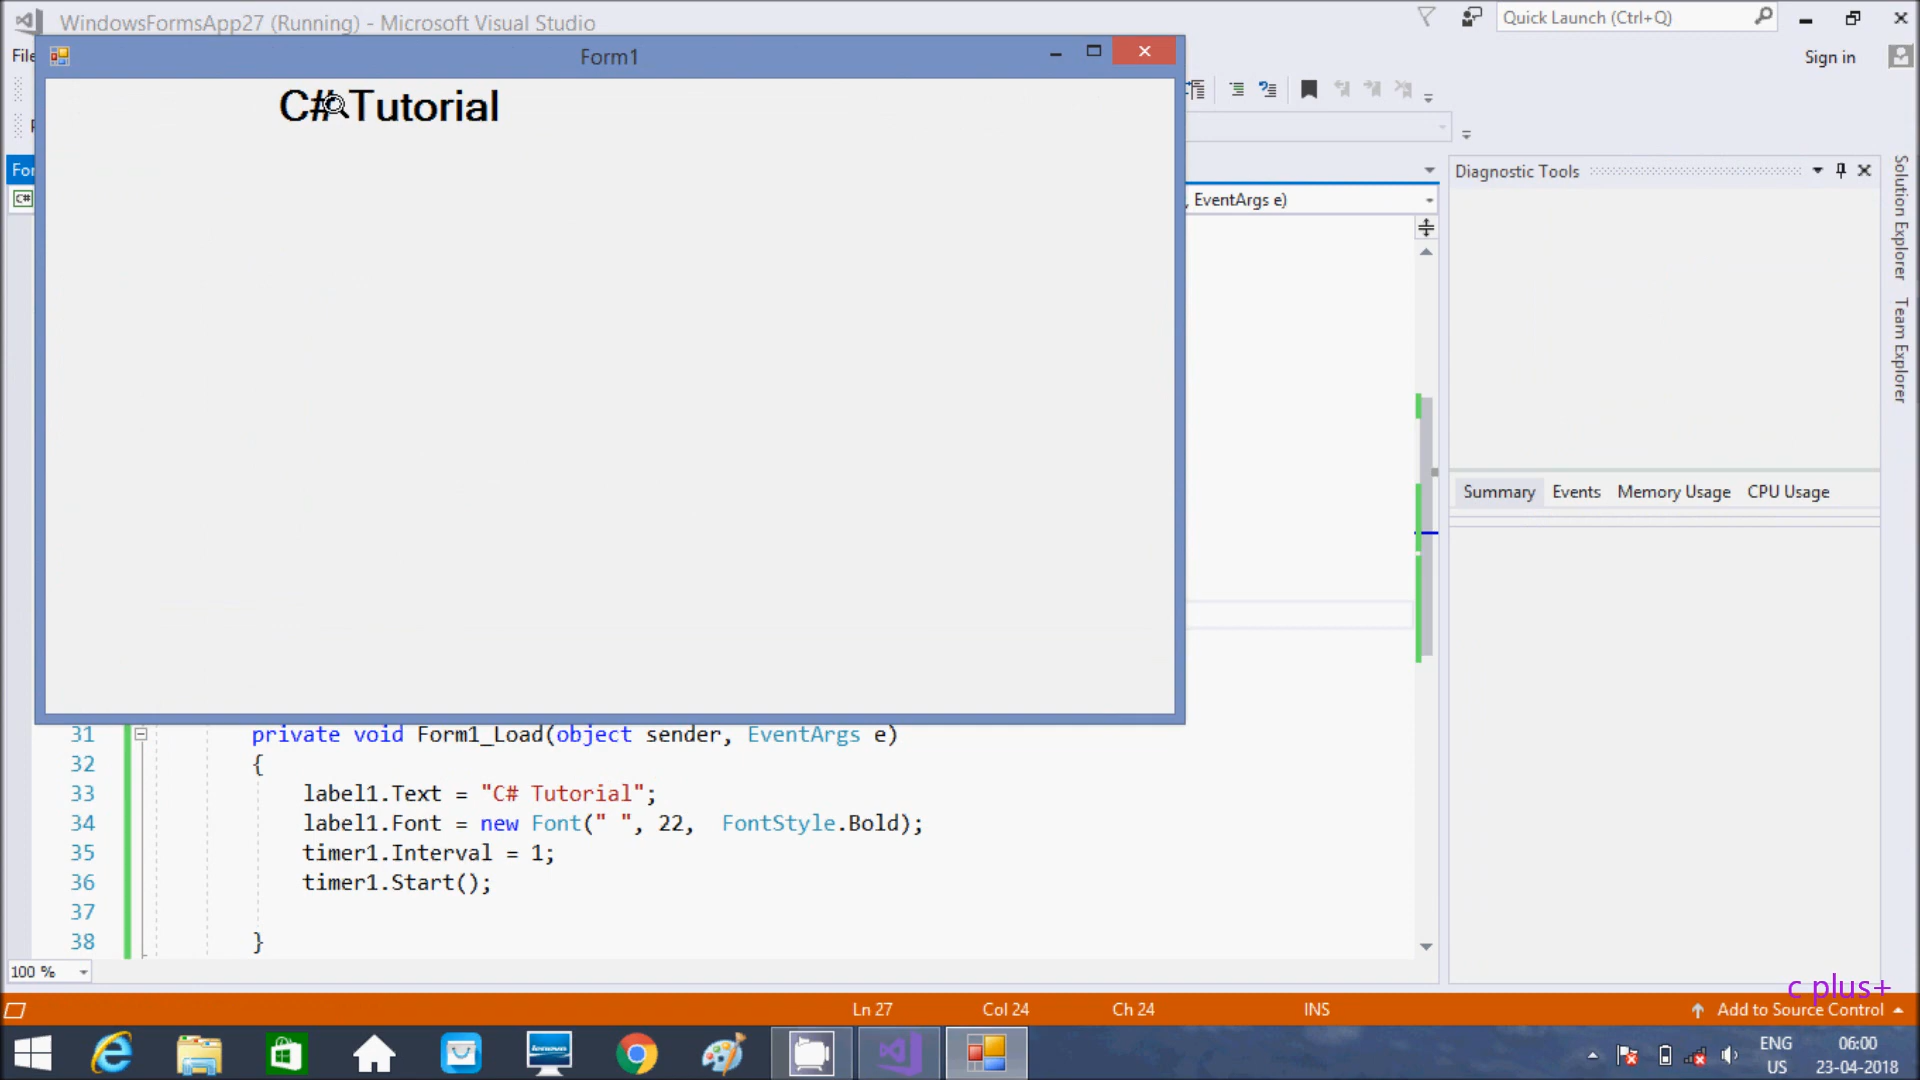 WindowsFormsApp27 (Running) - Microsoft Visual Studio
Quick Launch (Ctrl+Q)
File
Form1
Sign in
C# Tutorial
For
Diagnostic Tools
C#
, EventArgs e)
Solution Explorer
Team Explorer
Summary Events Memory Usage CPU Usage
31 private void Form1_Load(object sender, EventArgs e)
32 {
33 label1.Text = "C# Tutorial";
34 label1.Font = new Font(" ", 22, FontStyle.Bold);
35 timer1.Interval = 1;
36 timer1.Start();
37
38 }
100 %
c plus+
Ln 27 Col 24 Ch 24 INS Add to Source Control
lenovo
ENG 06:00
US 23-04-2018